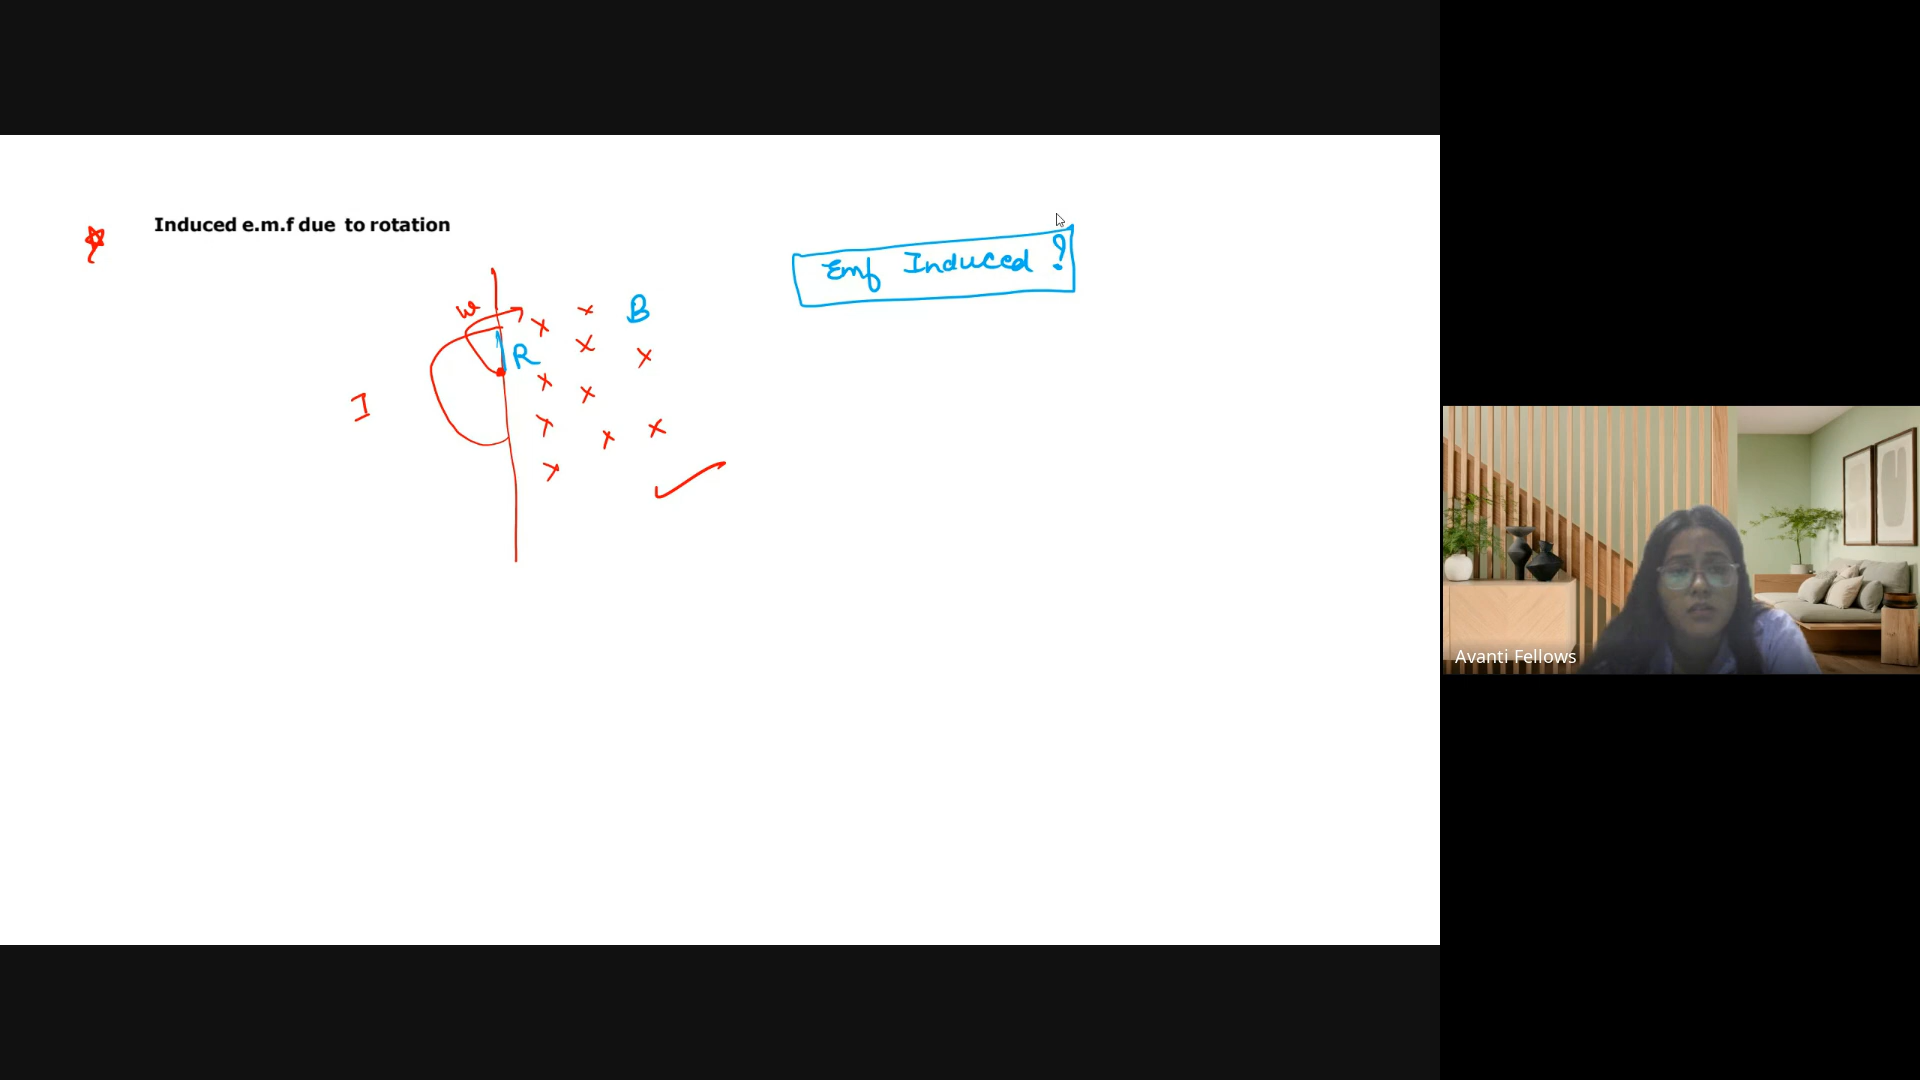 Induced e.m.f due to rotation
Emf Induced ?
ω
B
R
I
Avanti Fellows